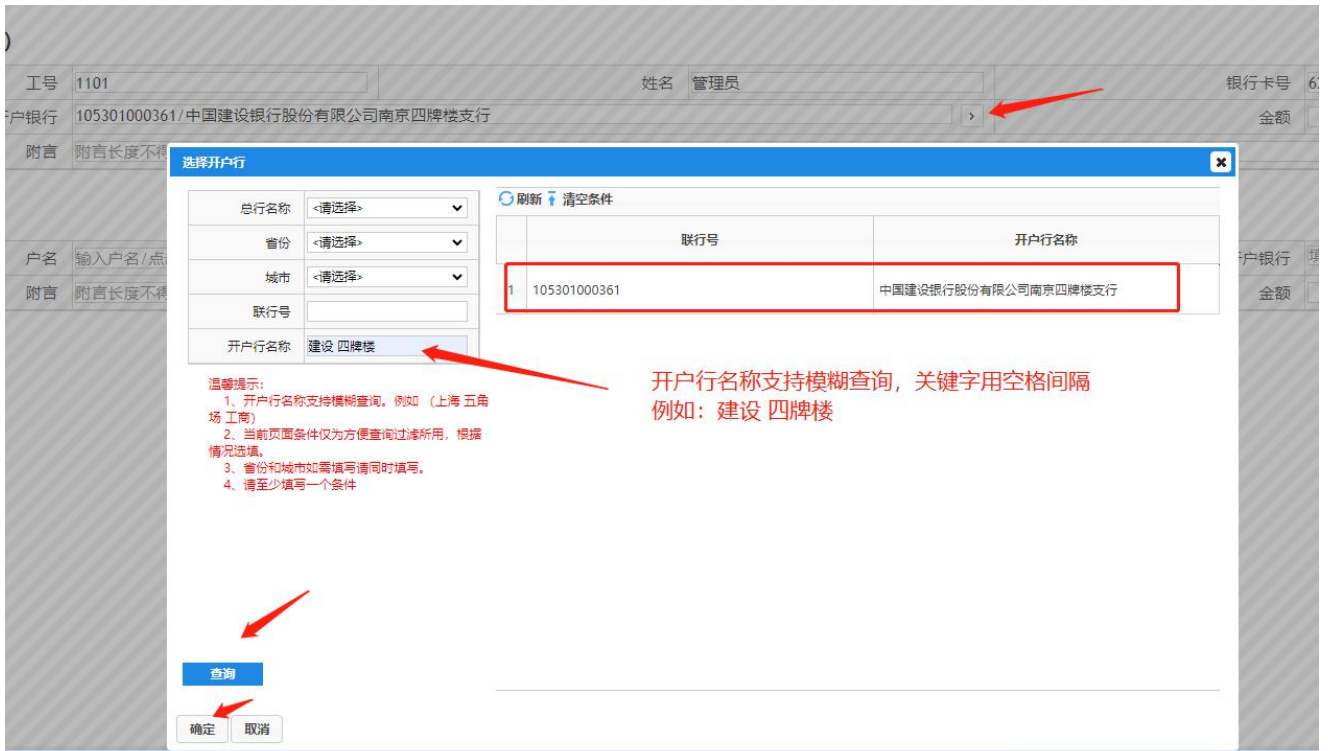 )
工号 1101 姓名 管理员 银行卡号 6
户银行 105301000361/中国建设银行股份有限公司南京四牌楼支行 > 金额
附言 附言长度不得
选择开户行
总行名称 <请选择>
刷新 清空条件
省份 <请选择>
联行号 开户行名称
户名 输入户名/点 户银行
城市 <请选择>
1 105301000361 中国建设银行股份有限公司南京四牌楼支行
附言 附言长度不得 金额
联行号
开户行名称 建设 四牌楼
温馨提示:
1、开户行名称支持模糊查询。例如 (上海 五角
场 工商)
2、当前页面条件仅为方便查询过滤所用,根据
情况选填。
3、省份和城市如需填写请同时填写。
4、请至少填写一个条件
开户行名称支持模糊查询,关键字用空格间隔
例如:建设 四牌楼
查询
确定 取消